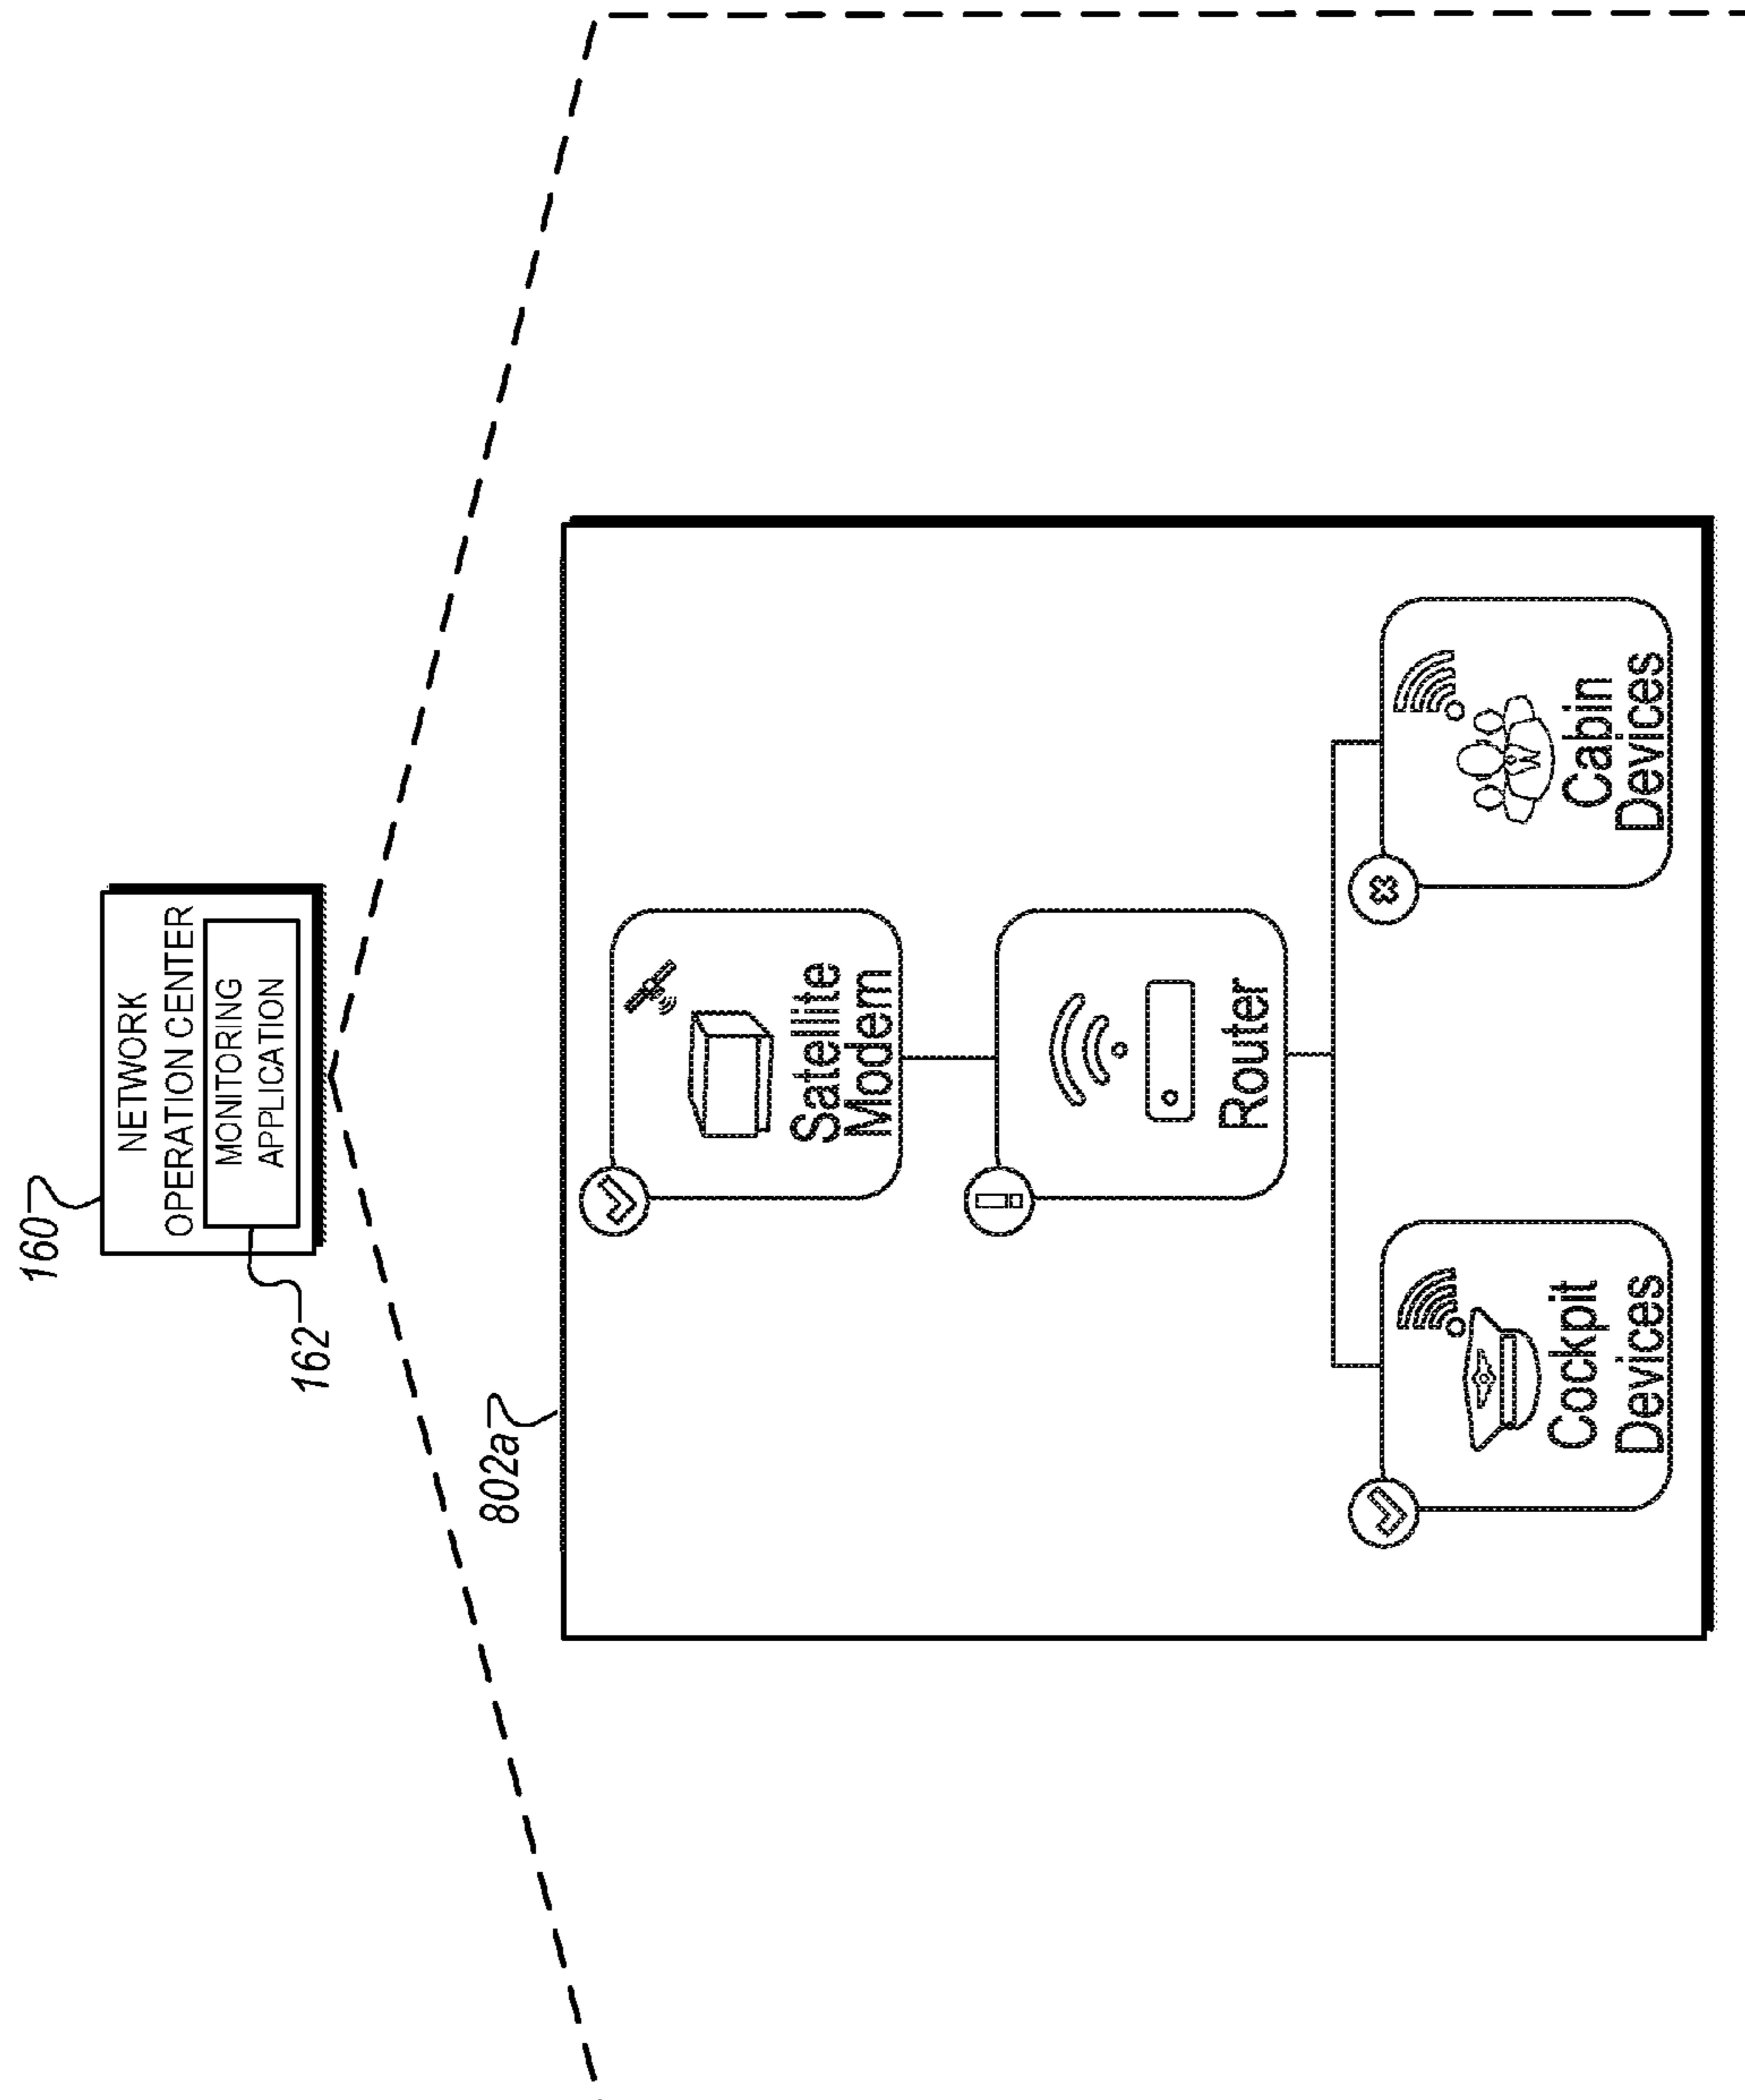 160
NETWORK
OPERATION CENTER
MONITORING
APPLICATION
162
802a
Satellite
Modem
Router
Cockpit
Devices
Cabin
Devices